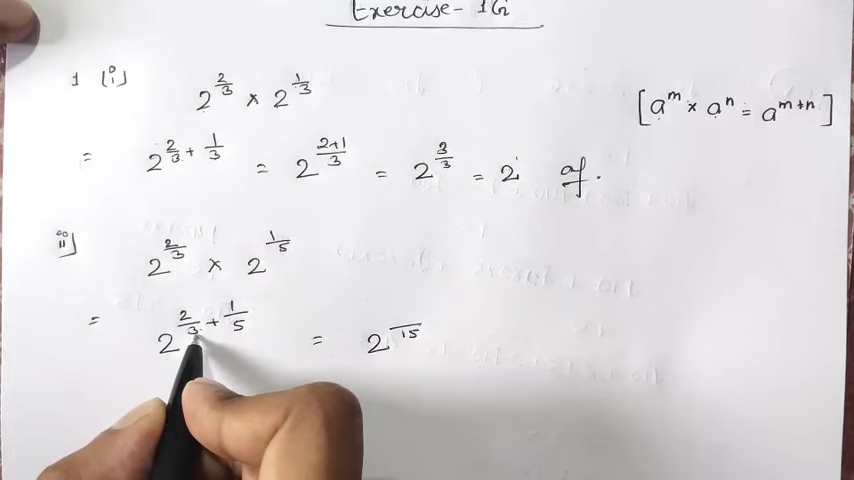 Exercise - 1G
1 (i) 2^{2/3} × 2^{1/3} [a^m × a^n = a^{m+n}]
= 2^{2/3 + 1/3} = 2^{(2+1)/3} = 2^{3/3} = 2^1
ii) 2^{2/3} × 2^{1/5}
= 2^{2/3 + 1/5} = 2^{/15}